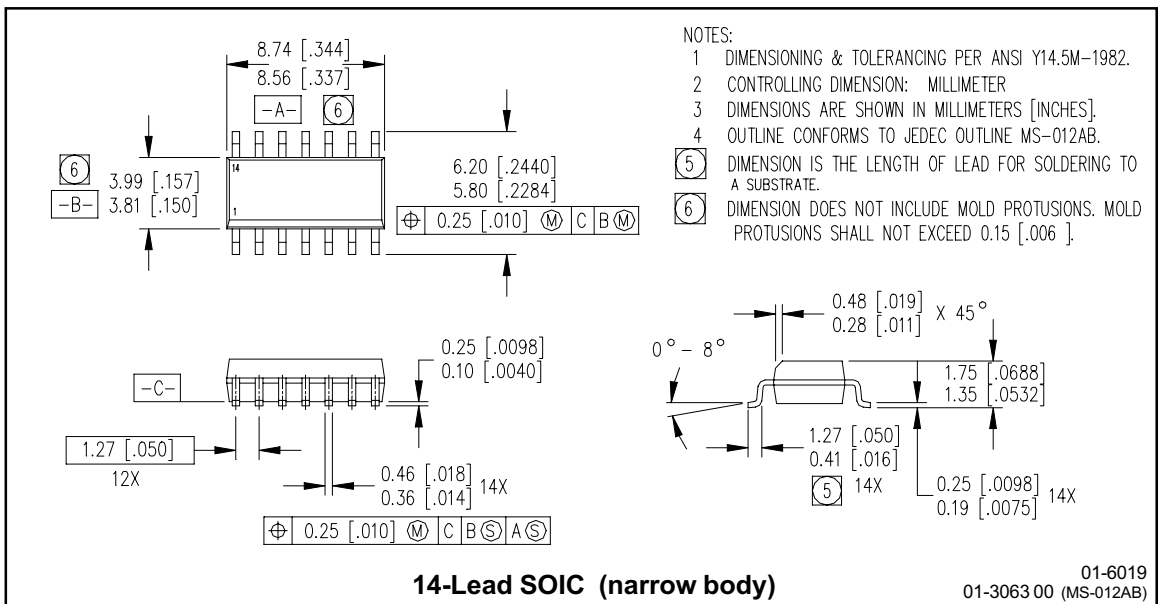 8.74 [.344]
8.56 [.337]
-A- 6
14
1
6
-B-
3.99 [.157]
3.81 [.150]
6.20 [.2440]
5.80 [.2284]
⌖ 0.25 [.010] Ⓜ C B Ⓜ
NOTES:
1 DIMENSIONING & TOLERANCING PER ANSI Y14.5M-1982.
2 CONTROLLING DIMENSION: MILLIMETER
3 DIMENSIONS ARE SHOWN IN MILLIMETERS [INCHES].
4 OUTLINE CONFORMS TO JEDEC OUTLINE MS-012AB.
5 DIMENSION IS THE LENGTH OF LEAD FOR SOLDERING TO
A SUBSTRATE.
6 DIMENSION DOES NOT INCLUDE MOLD PROTUSIONS. MOLD
PROTUSIONS SHALL NOT EXCEED 0.15 [.006 ].
-C-
0.25 [.0098]
0.10 [.0040]
1.27 [.050]
12X
0.46 [.018]
0.36 [.014] 14X
⌖ 0.25 [.010] Ⓜ C B Ⓢ A Ⓢ
0.48 [.019]
0.28 [.011] X 45°
0°-8°
1.75 [.0688]
1.35 [.0532]
1.27 [.050]
0.41 [.016]
5 14X
0.25 [.0098]
0.19 [.0075] 14X
14-Lead SOIC (narrow body)
01-6019
01-3063 00 (MS-012AB)